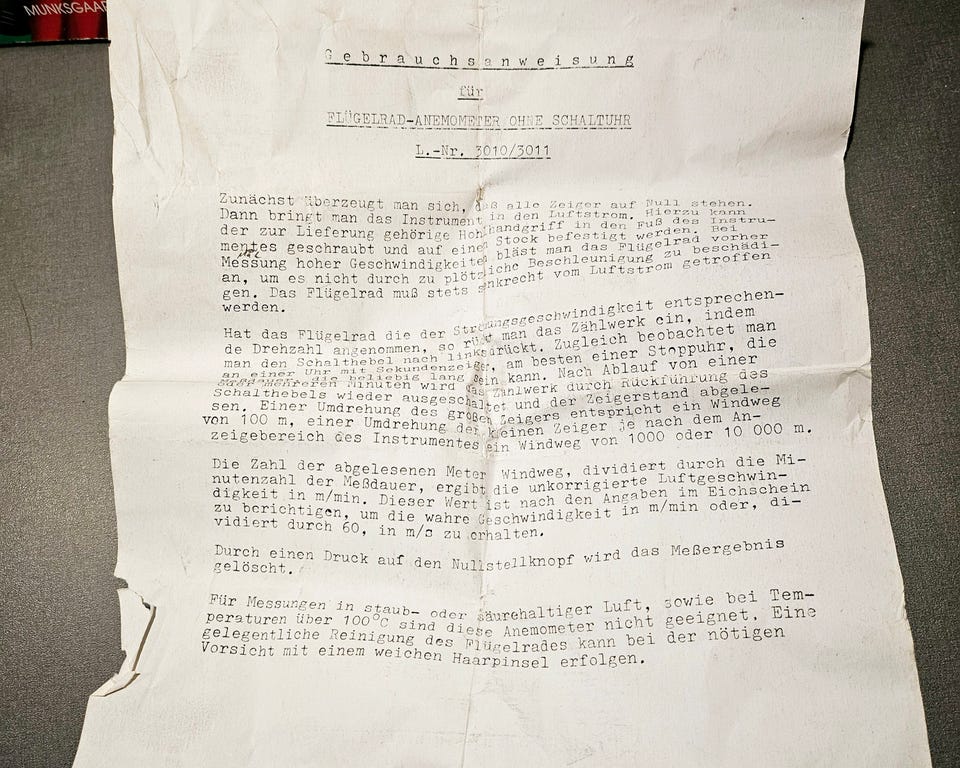 MUNKSGAAR
Gebrauchsanweisung
für
FLÜGELRAD-ANEMOMETER OHNE SCHALTUHR
L.-Nr. 3010/3011
Zunächst überzeugt man sich, daß alle Zeiger auf Null stehen.
Dann bringt man das Instrument in den Luftstrom. Hierzu kann
der zur Lieferung gehörige Hohlhandgriff in den Fuß des Instru-
mentes geschraubt und auf einen Stock befestigt werden. Bei
Messung hoher Geschwindigkeiten bläst man das Flügelrad vorher
an, um es nicht durch zu plötzliche Beschleunigung zu beschädi-
gen. Das Flügelrad muß stets senkrecht vom Luftstrom getroffen
werden.
Hat das Flügelrad die der Strömungsgeschwindigkeit entsprechen-
de Drehzahl angenommen, so rückt man das Zählwerk ein, indem
man den Schalthebel nach links drückt. Zugleich beobachtet man
an einer Uhr mit Sekundenzeiger, am besten einer Stoppuhr, die
beliebig lang sein kann. Nach Ablauf von einer
oder mehreren Minuten wird das Zählwerk durch Rückführung des
Schalthebels wieder ausgeschaltet und der Zeigerstand abgele-
sen. Einer Umdrehung des großen Zeigers entspricht ein Windweg
von 100 m, einer Umdrehung der kleinen Zeiger je nach dem An-
zeigebereich des Instrumentes ein Windweg von 1000 oder 10 000 m.
Die Zahl der abgelesenen Meter Windweg, dividiert durch die Mi-
nutenzahl der Meßdauer, ergibt die unkorrigierte Luftgeschwin-
digkeit in m/min. Dieser Wert ist nach den Angaben im Eichschein
zu berichtigen, um die wahre Geschwindigkeit in m/min oder, di-
vidiert durch 60, in m/s zu erhalten.
Durch einen Druck auf den Nullstellknopf wird das Meßergebnis
gelöscht.
Für Messungen in staub- oder säurehaltiger Luft, sowie bei Tem-
peraturen über 100°C sind diese Anemometer nicht geeignet. Eine
gelegentliche Reinigung des Flügelrades kann bei der nötigen
Vorsicht mit einem weichen Haarpinsel erfolgen.